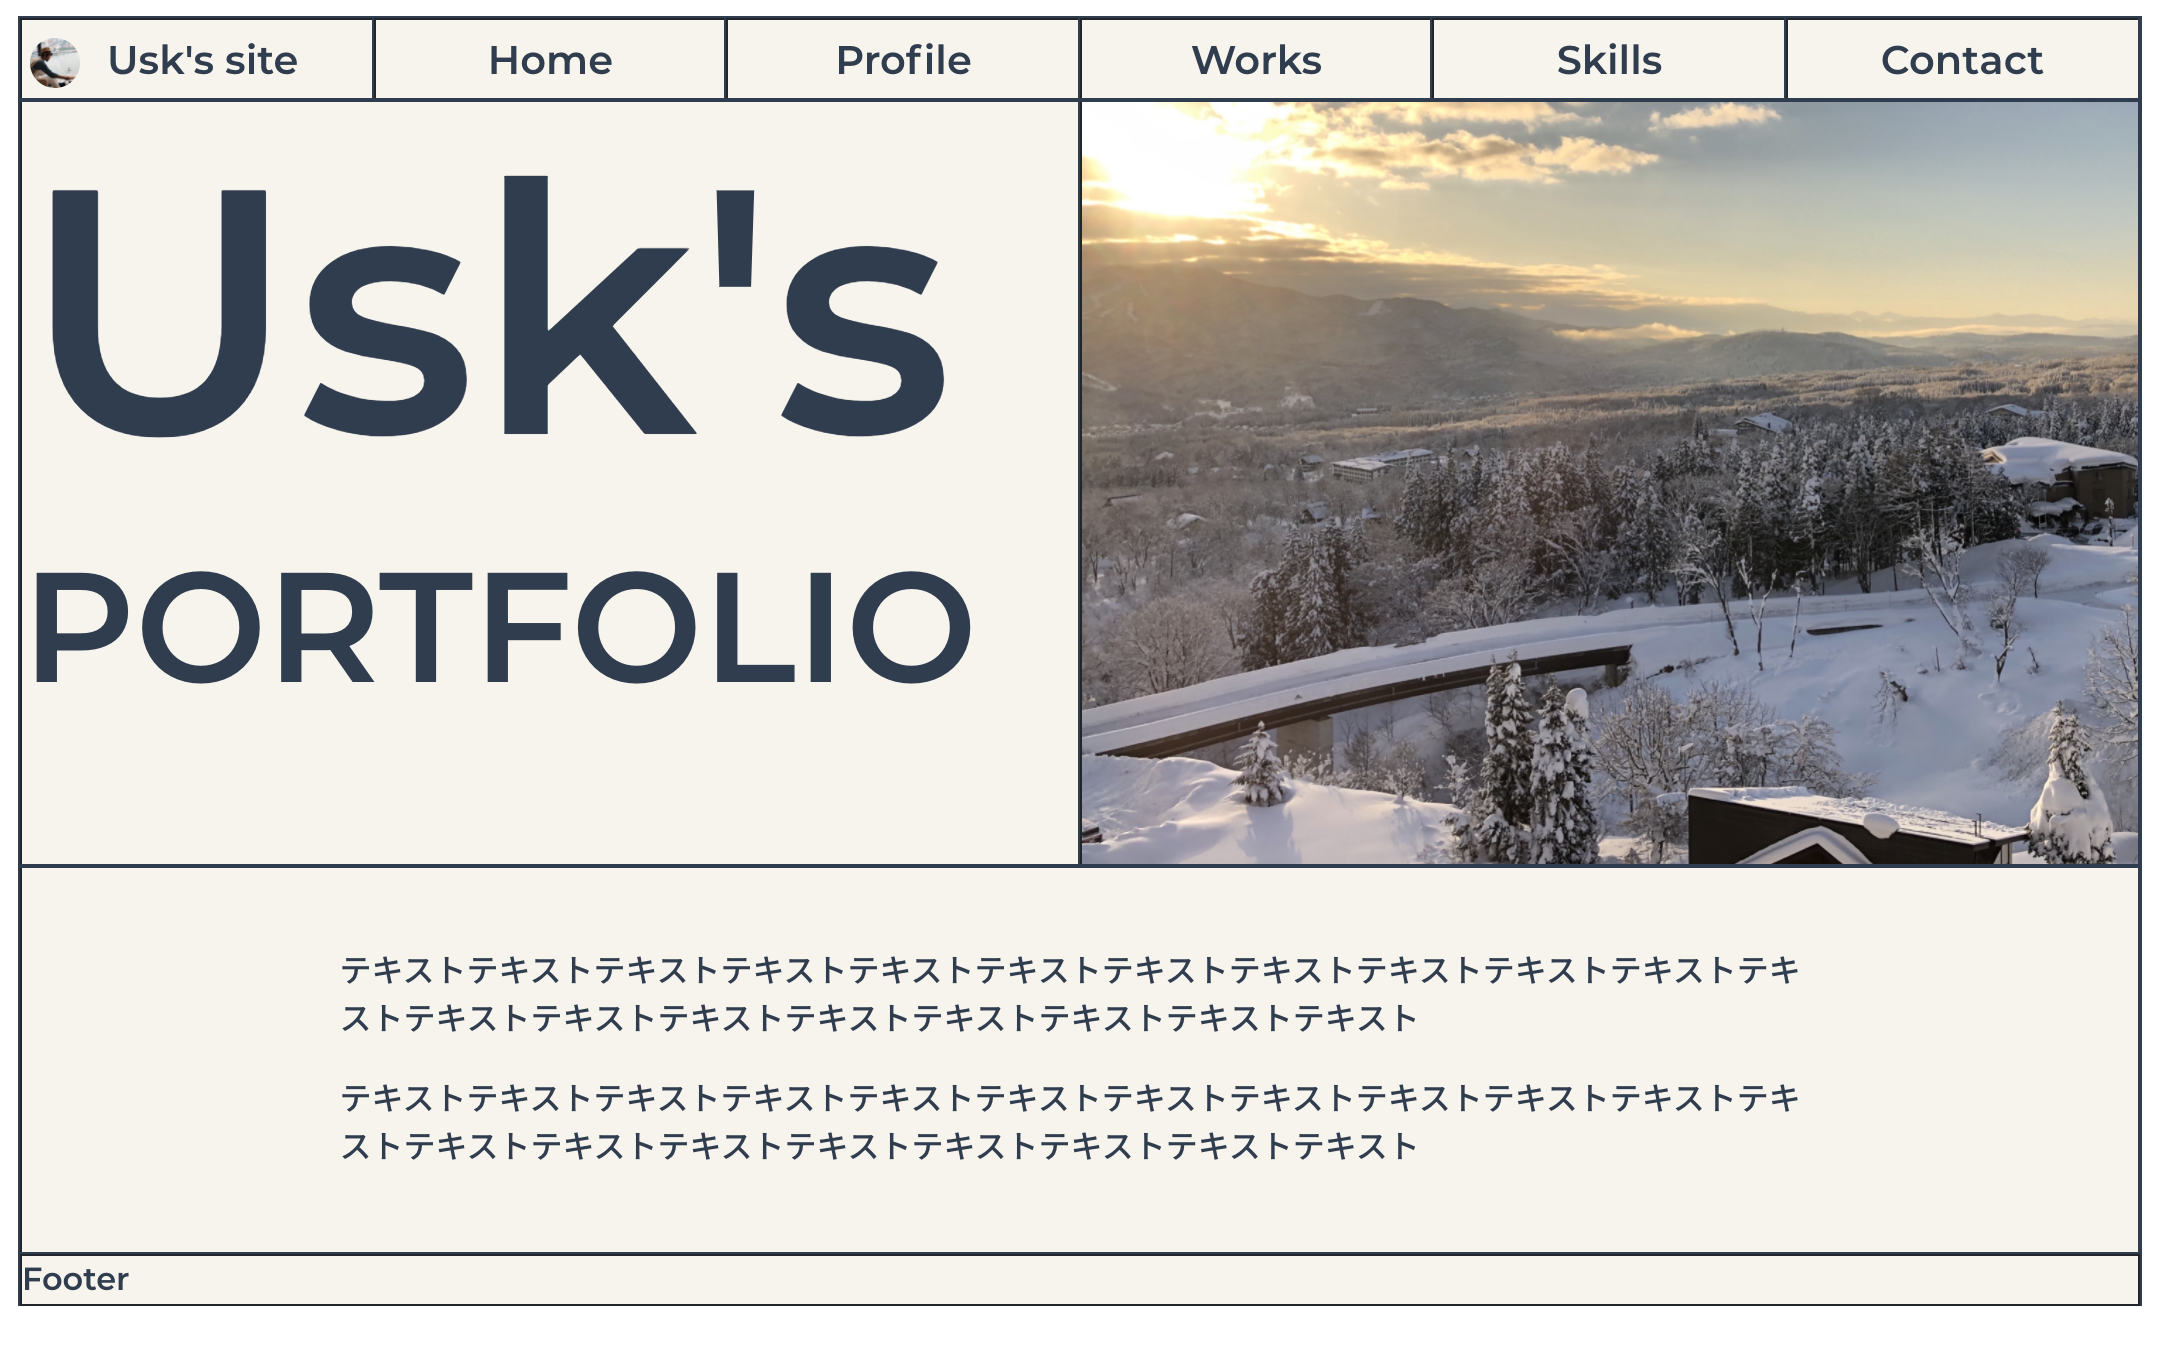 Usk's site
Home
Profile
Works
Skills
Contact
Usk's
PORTFOLIO
テキストテキストテキストテキストテキストテキストテキストテキストテキストテキストテキストテキ
ストテキストテキストテキストテキストテキストテキストテキストテキスト
テキストテキストテキストテキストテキストテキストテキストテキストテキストテキストテキストテキ
ストテキストテキストテキストテキストテキストテキストテキストテキスト
Footer